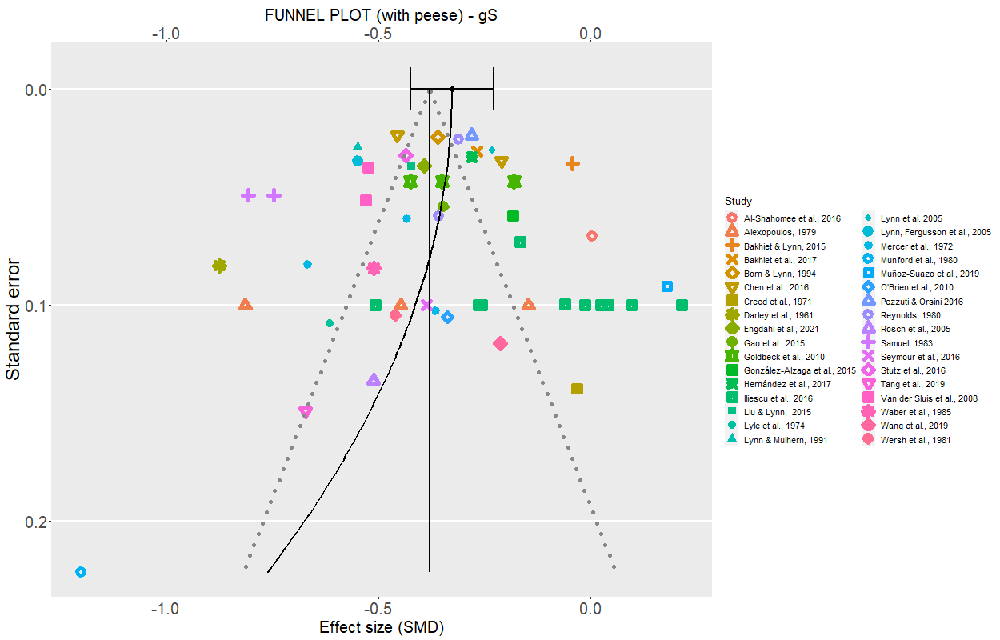 FUNNEL PLOT (with peese) - gS
-1.0 -0.5 0.0
0.0
0.1
0.2
Standard error
-1.0 -0.5 0.0
Effect size (SMD)
Study
Al-Shahomee et al., 2016
Alexopoulos, 1979
Bakhiet & Lynn, 2015
Bakhiet et al., 2017
Born & Lynn, 1994
Chen et al., 2016
Creed et al., 1971
Darley et al., 1961
Engdahl et al., 2021
Gao et al., 2015
Goldbeck et al., 2010
González-Alzaga et al., 2015
Hernández et al., 2017
Iliescu et al., 2016
Liu & Lynn,  2015
Lyle et al., 1974
Lynn & Mulhern, 1991
Lynn et al. 2005
Lynn, Fergusson et al., 2005
Mercer et al., 1972
Munford et al., 1980
Muñoz-Suazo et al., 2019
O'Brien et al., 2010
Pezzuti & Orsini 2016
Reynolds, 1980
Rosch et al., 2005
Samuel, 1983
Seymour et al., 2016
Stutz et al., 2016
Tang et al., 2019
Van der Sluis et al., 2008
Waber et al., 1985
Wang et al., 2019
Wersh et al., 1981